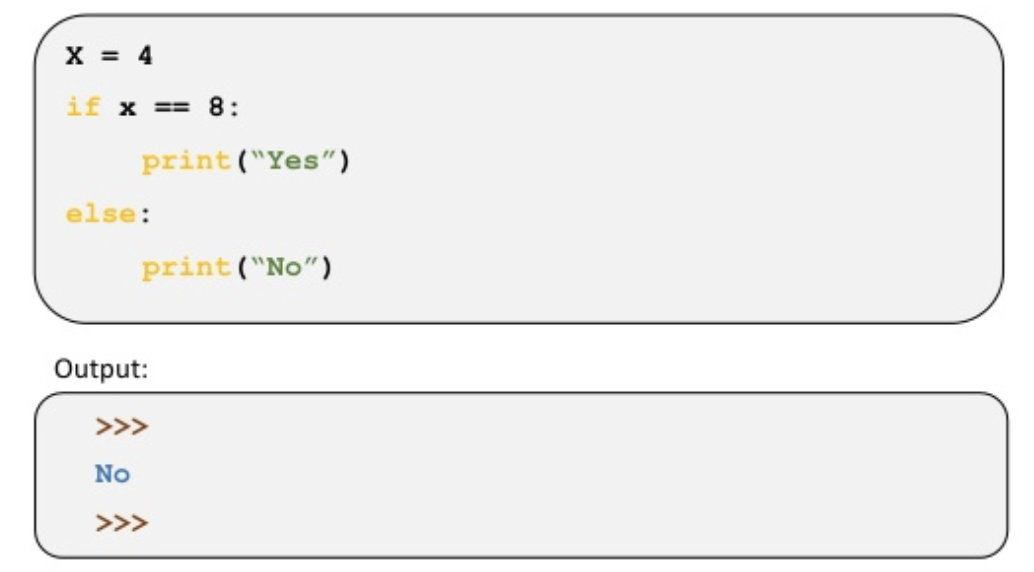 X = 4
if x == 8:
print(“Yes”)
else:
print(“No”)
Output:
>>>
No
>>>